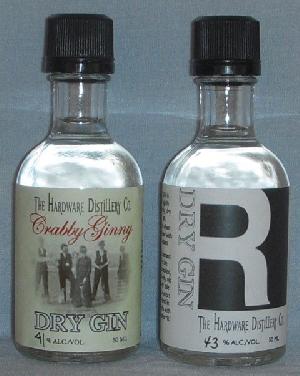 The Hardware Distillery Co.
Crabby Ginny
DRY GIN
41% ALC/VOL. 50 ML
DRY GIN
R
The Hardware Distillery Co.
43 % ALC/VOL. 50 ML